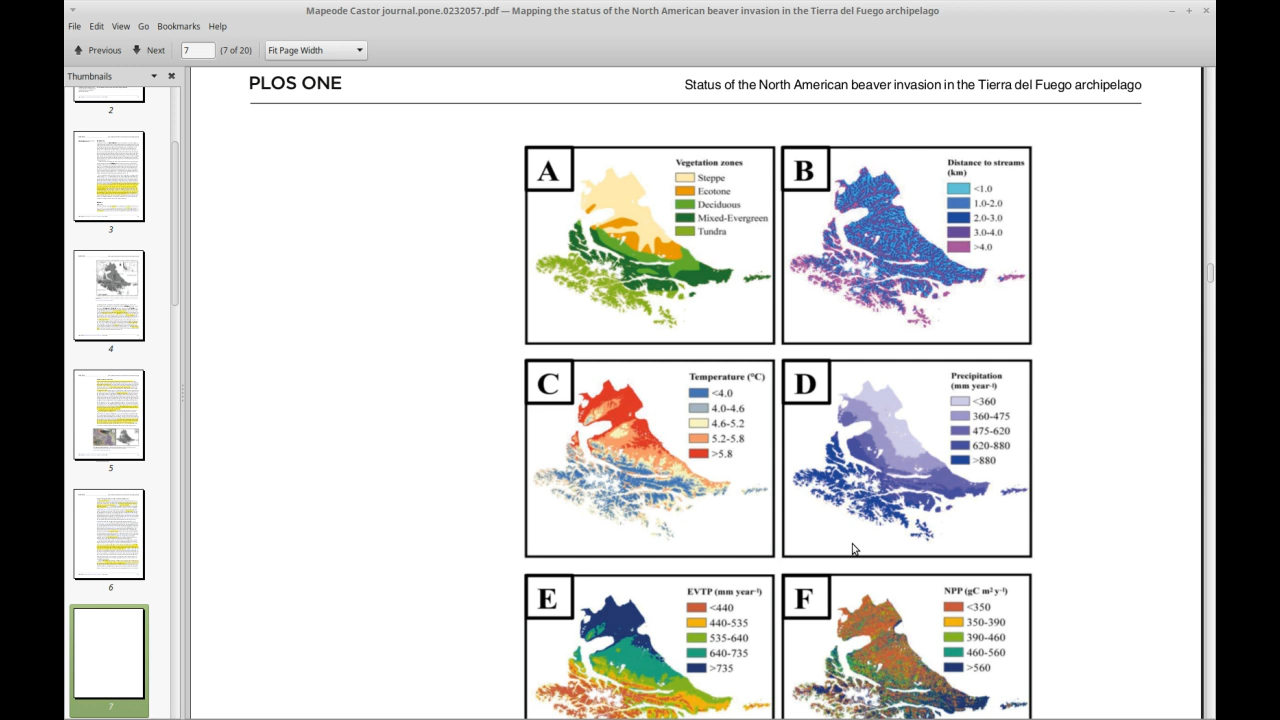 Mapeode Castor journal.pone.0232057.pdf — Mapping the status of the North American beaver invasion in the Tierra del Fuego archipelago
File Edit View Go Bookmarks Help
Previous Next 7 (7 of 20) Fit Page Width
Thumbnails
2
3
4
5
6
7
PLOS ONE
Status of the North American beaver invasion in the Tierra del Fuego archipelago
A
Vegetation zones
Steppe
Ecotone
Deciduous
Mixed-Evergreen
Tundra
B
Distance to streams
(km)
<1.0
1.0-2.0
2.0-3.0
3.0-4.0
>4.0
C
Temperature (°C)
<4.0
4.0-4.6
4.6-5.2
5.2-5.8
>5.8
D
Precipitation
(mm year-¹)
<360
360-475
475-620
620-880
>880
E
EVTP (mm year-¹)
<440
440-535
535-640
640-735
>735
F
NPP (gC m² y-¹)
<350
350-390
390-460
460-560
>560